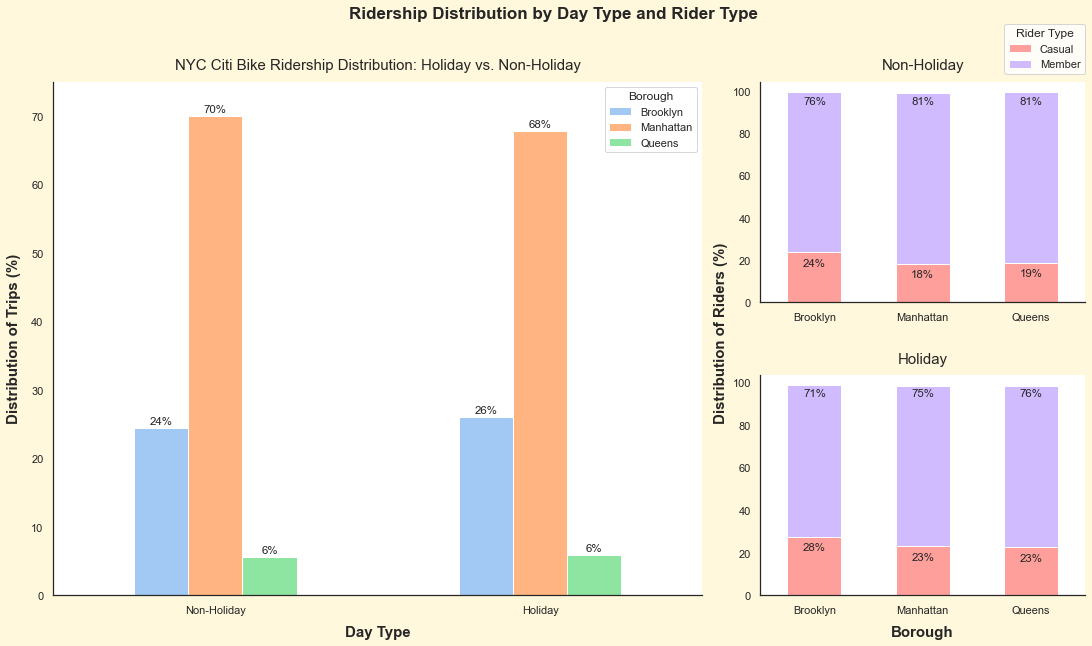 Ridership Distribution by Day Type and Rider Type
NYC Citi Bike Ridership Distribution: Holiday vs. Non-Holiday
Distribution of Trips (%)
70
60
50
40
30
20
10
0
24%
70%
6%
26%
68%
6%
Borough
Brooklyn
Manhattan
Queens
Non-Holiday
Holiday
Day Type
Rider Type
Casual
Member
Non-Holiday
Distribution of Riders (%)
100
80
60
40
20
0
76%
81%
81%
24%
18%
19%
Brooklyn
Manhattan
Queens
Holiday
100
80
60
40
20
0
71%
75%
76%
28%
23%
23%
Brooklyn
Manhattan
Queens
Borough